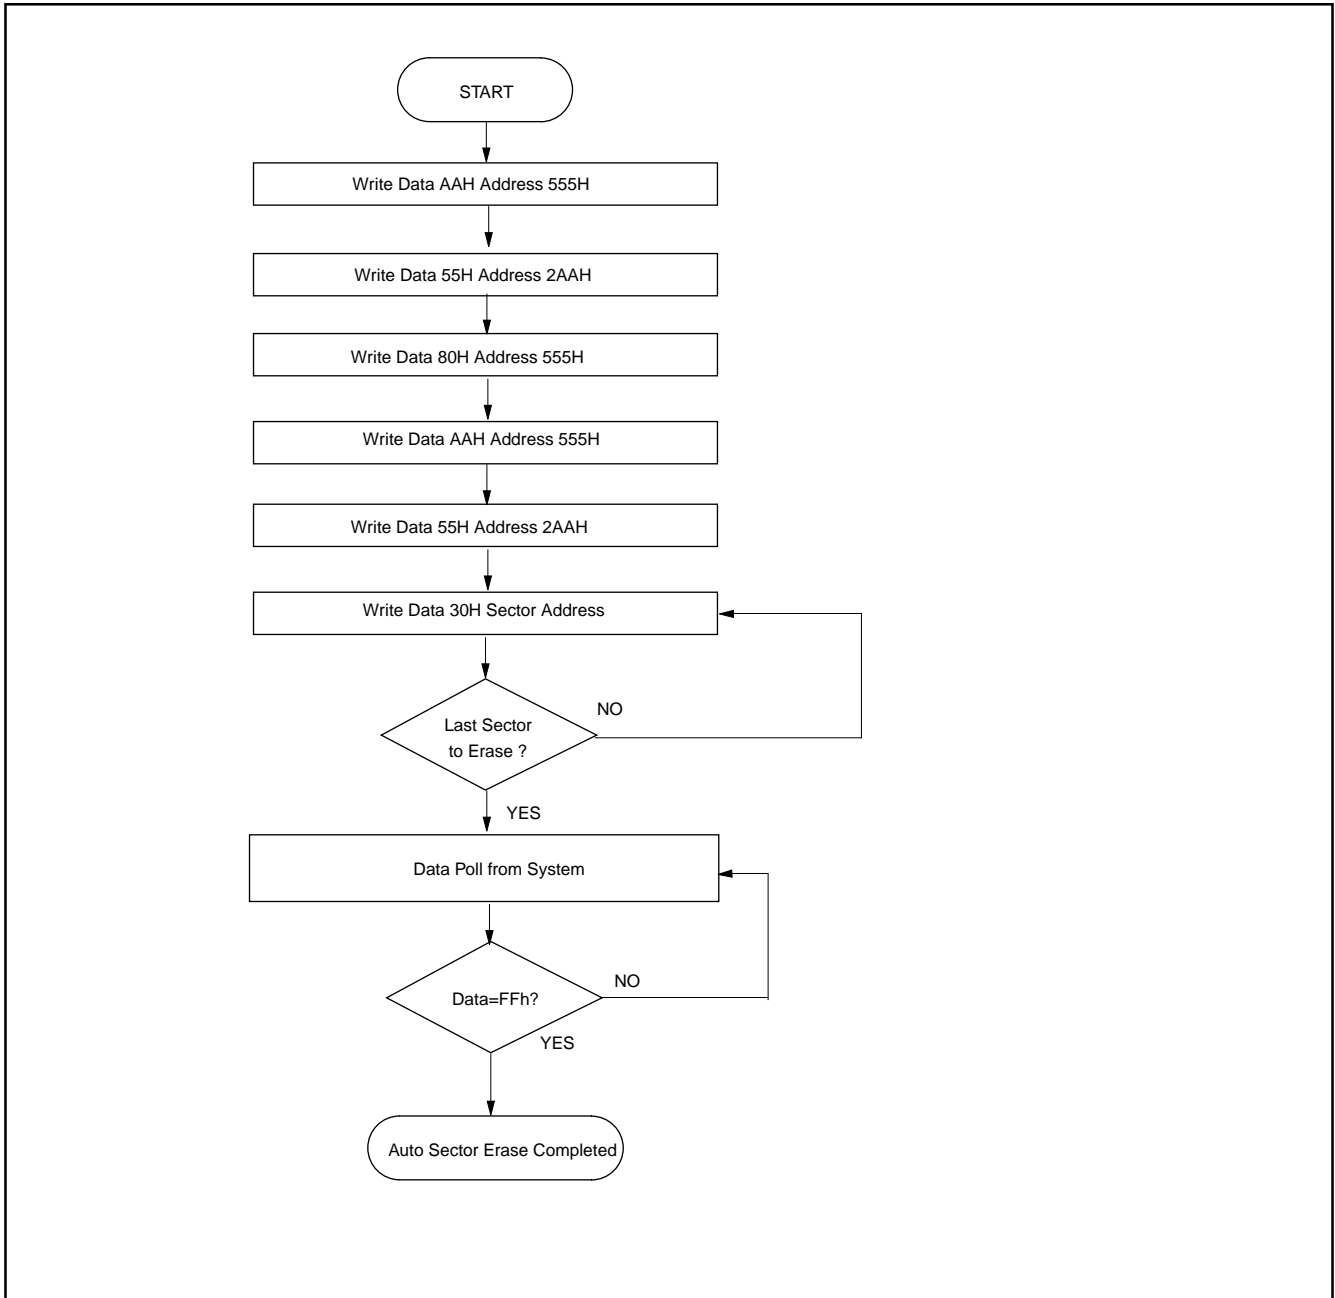 START
Write Data AAH Address 555H
Write Data 55H Address 2AAH
Write Data 80H Address 555H
Write Data AAH Address 555H
Write Data 55H Address 2AAH
Write Data 30H Sector Address
Last Sector
to Erase ?
NO
YES
Data Poll from System
Data=FFh?
NO
YES
Auto Sector Erase Completed